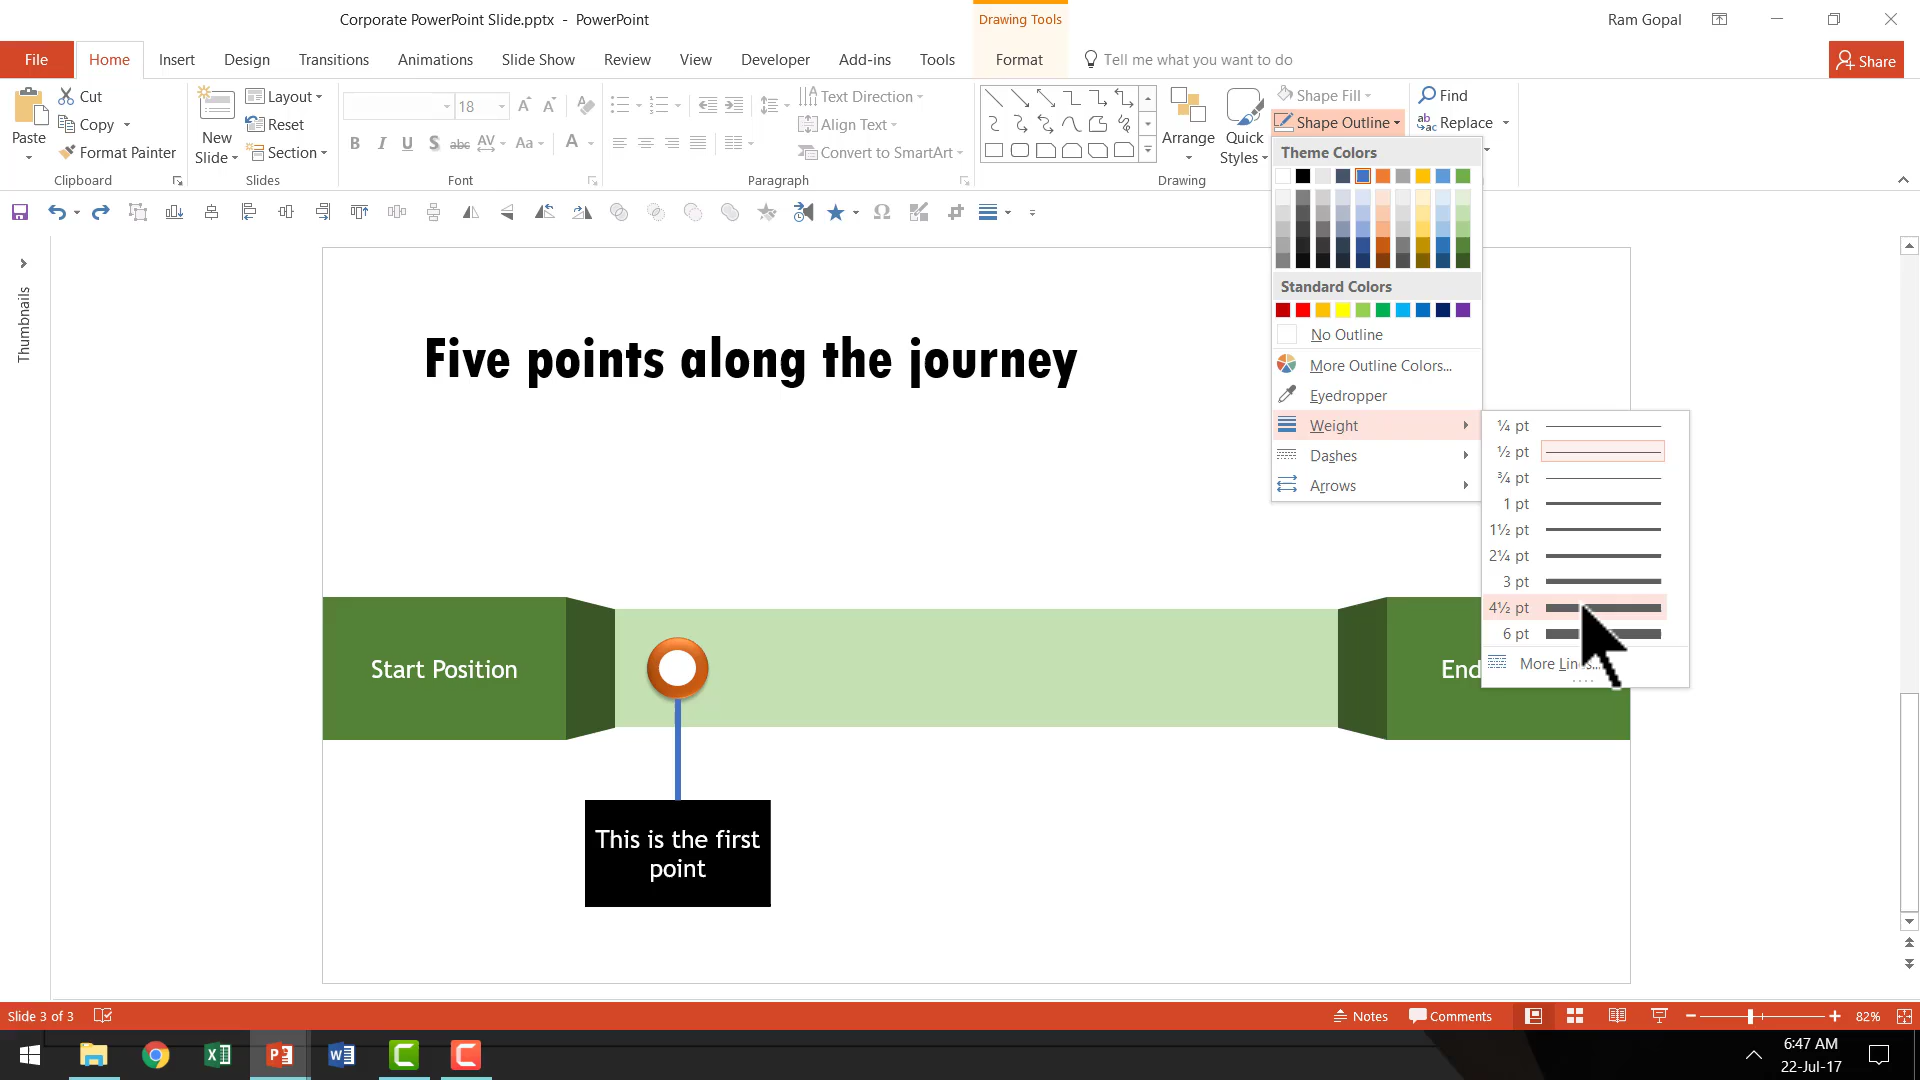 Corporate PowerPoint Slide.pptx - PowerPoint
Drawing Tools
Ram Gopal
File Home Insert Design Transitions Animations Slide Show Review View Developer Add-ins Tools Format Tell me what you want to do Share
Paste
Cut
Copy
Format Painter
Clipboard
New Slide
Layout
Reset
Section
Slides
18
B I U S abc AV Aa A
Font
Text Direction
Align Text
Convert to SmartArt
Paragraph
Arrange
Quick Styles
Drawing
Shape Fill
Shape Outline
Find
Replace
Theme Colors
Standard Colors
No Outline
More Outline Colors...
Eyedropper
Weight
Dashes
Arrows
¼ pt
½ pt
¾ pt
1 pt
1½ pt
2¼ pt
3 pt
4½ pt
6 pt
More
Thumbnails
Five points along the journey
Start Position
End
This is the first
point
Slide 3 of 3
Notes Comments 82%
6:47 AM
22-Jul-17